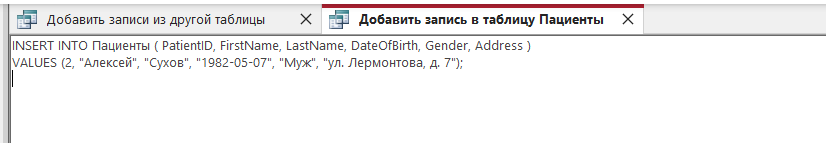 Добавить записи из другой таблицы
Добавить запись в таблицу Пациенты
INSERT INTO Пациенты ( PatientID, FirstName, LastName, DateOfBirth, Gender, Address )
VALUES (2, "Алексей", "Сухов", "1982-05-07", "Муж", "ул. Лермонтова, д. 7");